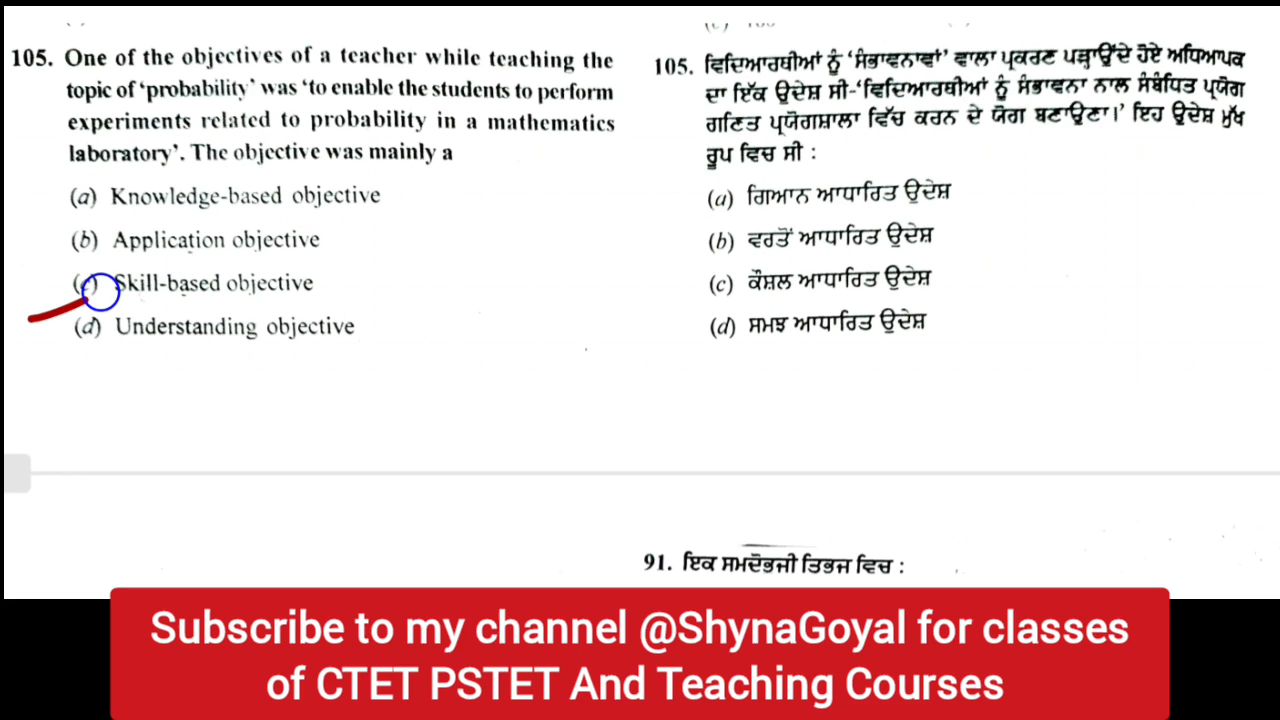 105. One of the objectives of a teacher while teaching the
topic of ‘probability’ was ‘to enable the students to perform
experiments related to probability in a mathematics
laboratory’. The objective was mainly a
(a) Knowledge-based objective
(b) Application objective
(c) Skill-based objective
(d) Understanding objective
105. ਵਿਦਿਆਰਥੀਆਂ ਨੂੰ ‘ਸੰਭਾਵਨਾਵਾਂ’ ਵਾਲਾ ਪ੍ਰਕਰਣ ਪੜ੍ਹਾਉਂਦੇ ਹੋਏ ਅਧਿਆਪਕ
ਦਾ ਇੱਕ ਉਦੇਸ਼ ਸੀ-‘ਵਿਦਿਆਰਥੀਆਂ ਨੂੰ ਸੰਭਾਵਨਾ ਨਾਲ ਸੰਬੰਧਿਤ ਪ੍ਰਯੋਗ
ਗਣਿਤ ਪ੍ਰਯੋਗਸ਼ਾਲਾ ਵਿੱਚ ਕਰਨ ਦੇ ਯੋਗ ਬਣਾਉਣਾ।’ ਇਹ ਉਦੇਸ਼ ਮੁੱਖ
ਰੂਪ ਵਿਚ ਸੀ :
(a) ਗਿਆਨ ਆਧਾਰਿਤ ਉਦੇਸ਼
(b) ਵਰਤੋਂ ਆਧਾਰਿਤ ਉਦੇਸ਼
(c) ਕੌਸ਼ਲ ਆਧਾਰਿਤ ਉਦੇਸ਼
(d) ਸਮਝ ਆਧਾਰਿਤ ਉਦੇਸ਼
91. ਇਕ ਸਮਦੋਭਜੀ ਤਿਭਜ ਵਿਚ :
Subscribe to my channel @ShynaGoyal for classes
of CTET PSTET And Teaching Courses